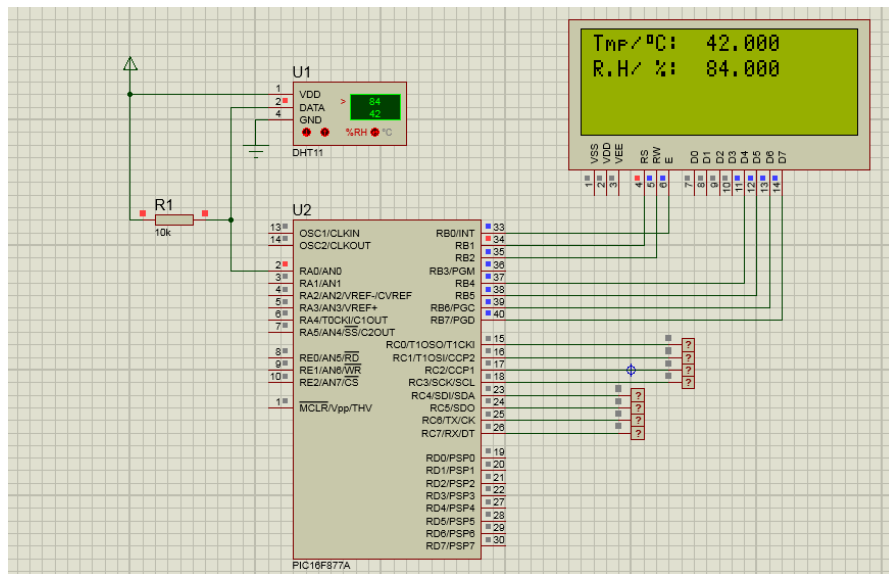 Tmp/ºC: 42.000
R.H/ %: 84.000
VSS
VDD
VEE
RS
RW
E
D0
D1
D2
D3
D4
D5
D6
D7
1
2
3
4
5
6
7
8
9
10
11
12
13
14
U1
1 VDD
2 DATA
4 GND
> 84
42
%RH °C
DHT11
R1
10k
U2
13 OSC1/CLKIN
14 OSC2/CLKOUT
2 RA0/AN0
3 RA1/AN1
4 RA2/AN2/VREF-/CVREF
5 RA3/AN3/VREF+
6 RA4/T0CKI/C1OUT
7 RA5/AN4/SS/C2OUT
8 RE0/AN5/RD
9 RE1/AN6/WR
10 RE2/AN7/CS
1 MCLR/Vpp/THV
RB0/INT 33
RB1 34
RB2 35
RB3/PGM 36
RB4 37
RB5 38
RB6/PGC 39
RB7/PGD 40
RC0/T1OSO/T1CKI 15 ?
RC1/T1OSI/CCP2 16 ?
RC2/CCP1 17 ?
RC3/SCK/SCL 18 ?
RC4/SDI/SDA 23 ?
RC5/SDO 24 ?
RC6/TX/CK 25 ?
RC7/RX/DT 26 ?
RD0/PSP0 19
RD1/PSP1 20
RD2/PSP2 21
RD3/PSP3 22
RD4/PSP4 27
RD5/PSP5 28
RD6/PSP6 29
RD7/PSP7 30
PIC16F877A